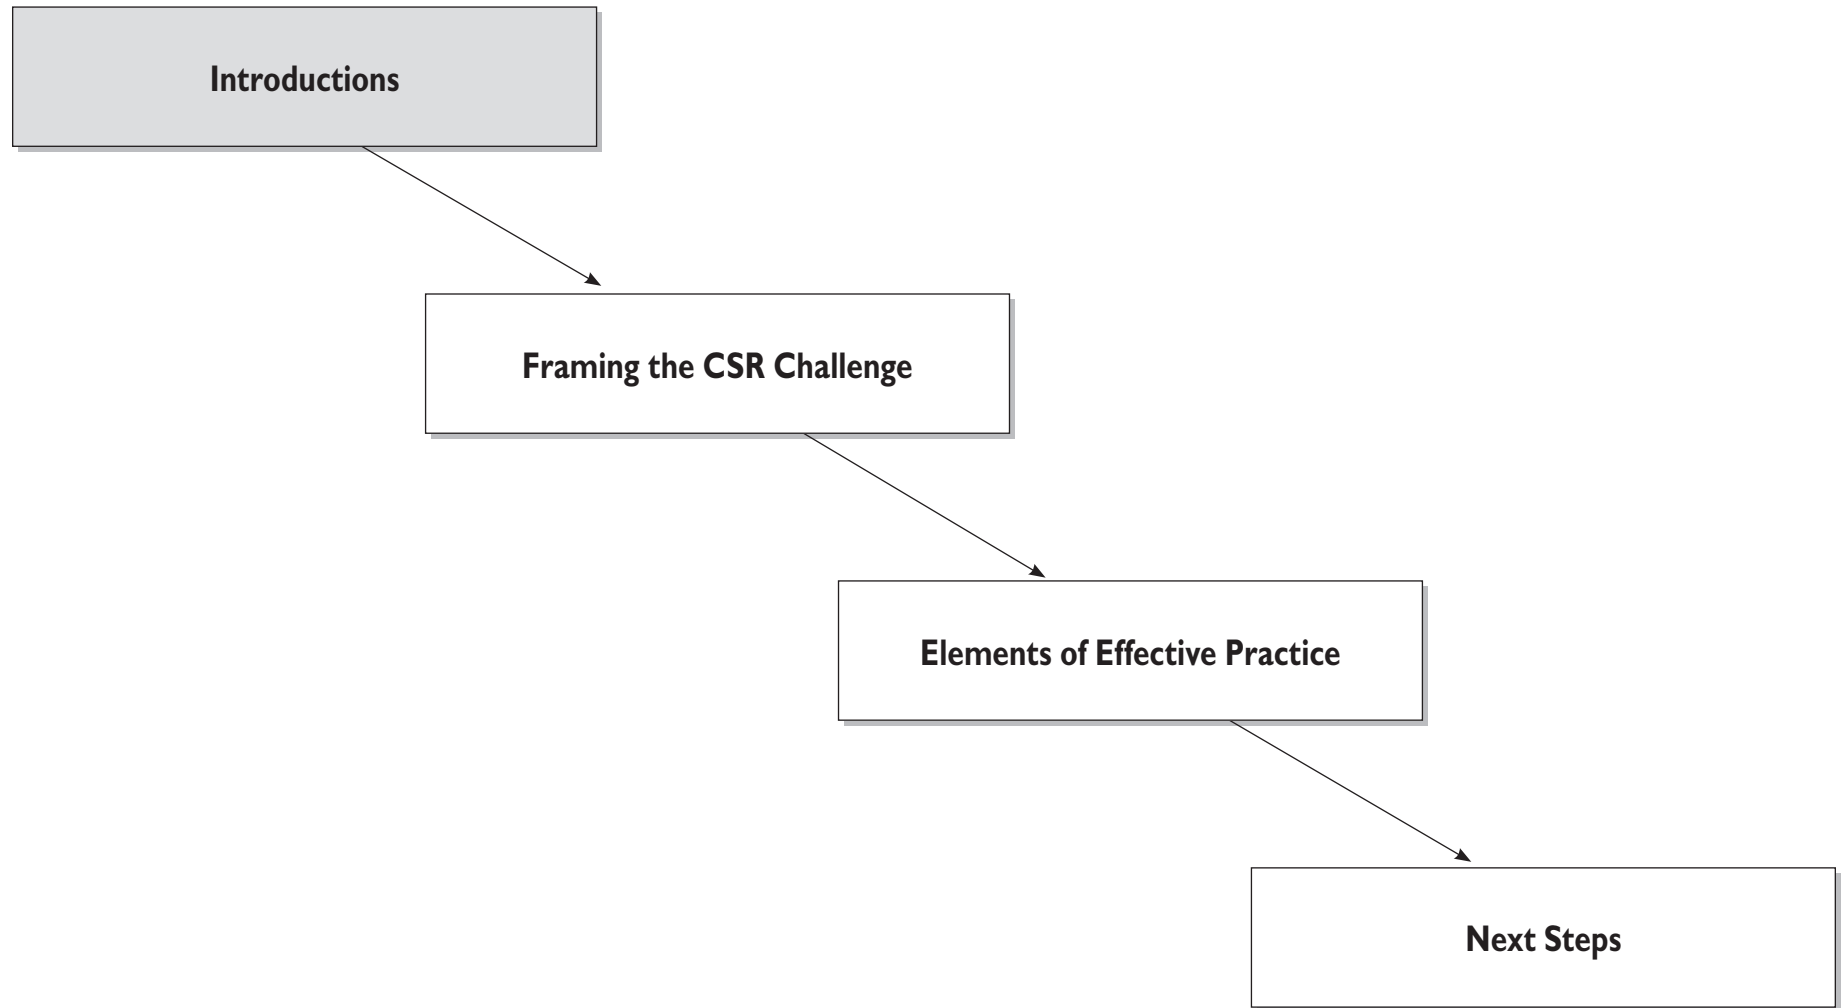 Introductions
Framing the CSR Challenge
Elements of Effective Practice
Next Steps